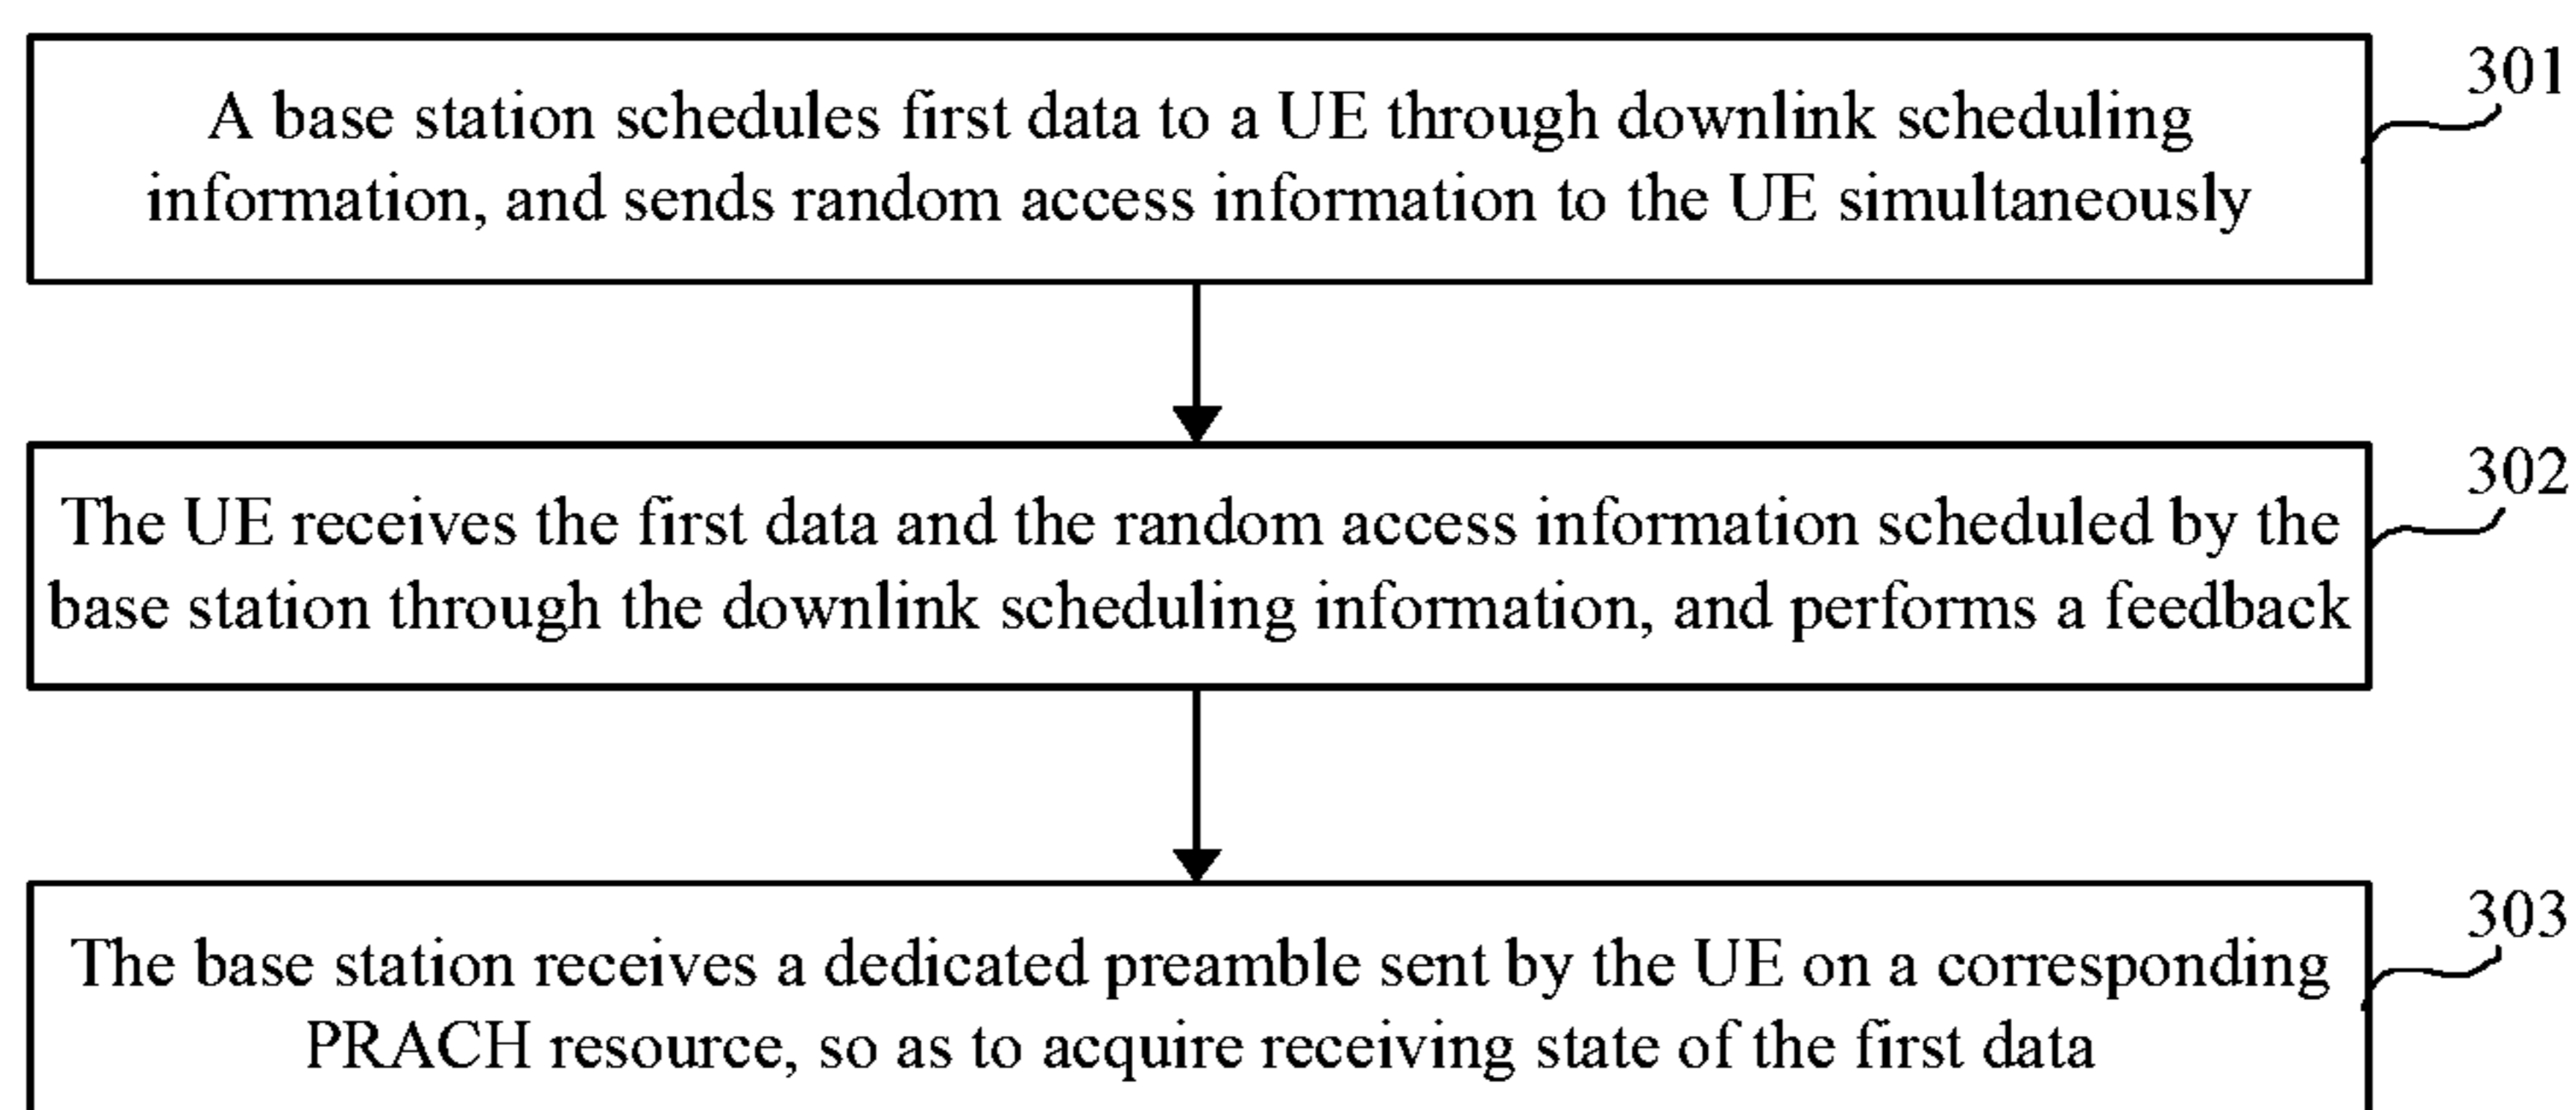 A base station schedules first data to a UE through downlink scheduling
information, and sends random access information to the UE simultaneously
301
The UE receives the first data and the random access information scheduled by the
base station through the downlink scheduling information, and performs a feedback
302
The base station receives a dedicated preamble sent by the UE on a corresponding
PRACH resource, so as to acquire receiving state of the first data
303